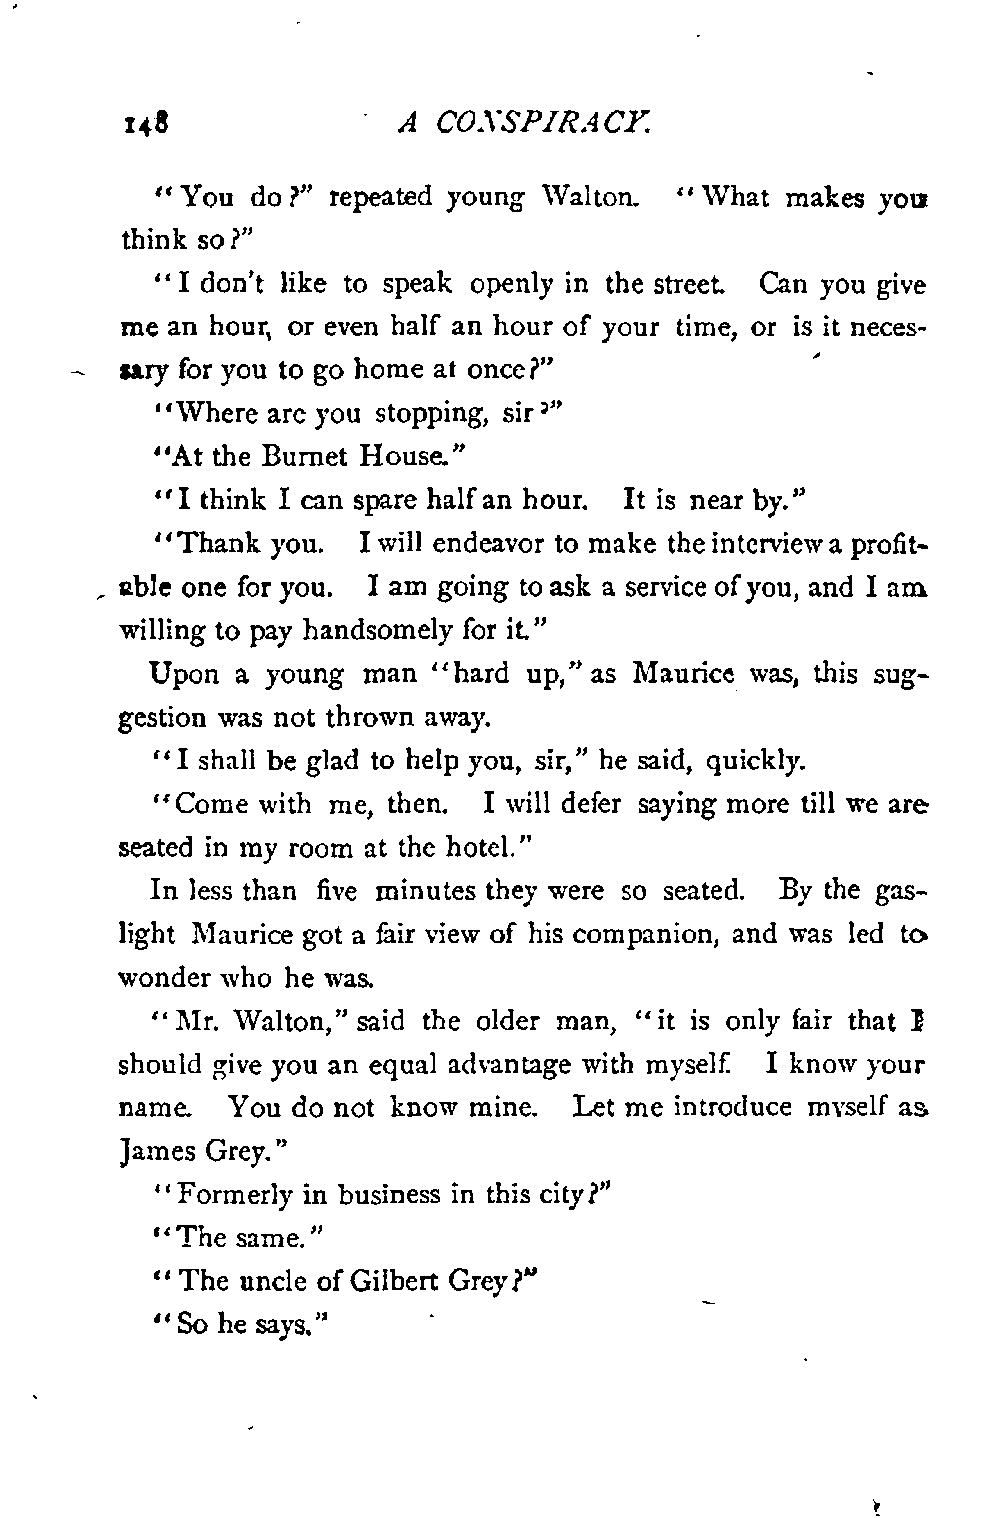 148 A CONSPIRACY.
"You do?" repeated young Walton. "What makes you
think so?"
"I don't like to speak openly in the street. Can you give
me an hour, or even half an hour of your time, or is it neces-
sary for you to go home at once?"
"Where are you stopping, sir?"
"At the Burnet House."
"I think I can spare half an hour. It is near by."
"Thank you. I will endeavor to make the interview a profit-
able one for you. I am going to ask a service of you, and I am
willing to pay handsomely for it."
Upon a young man "hard up," as Maurice was, this sug-
gestion was not thrown away.
"I shall be glad to help you, sir," he said, quickly.
"Come with me, then. I will defer saying more till we are
seated in my room at the hotel."
In less than five minutes they were so seated. By the gas-
light Maurice got a fair view of his companion, and was led to
wonder who he was.
"Mr. Walton," said the older man, "it is only fair that I
should give you an equal advantage with myself. I know your
name. You do not know mine. Let me introduce myself as
James Grey."
"Formerly in business in this city?"
"The same."
"The uncle of Gilbert Grey?"
"So he says."